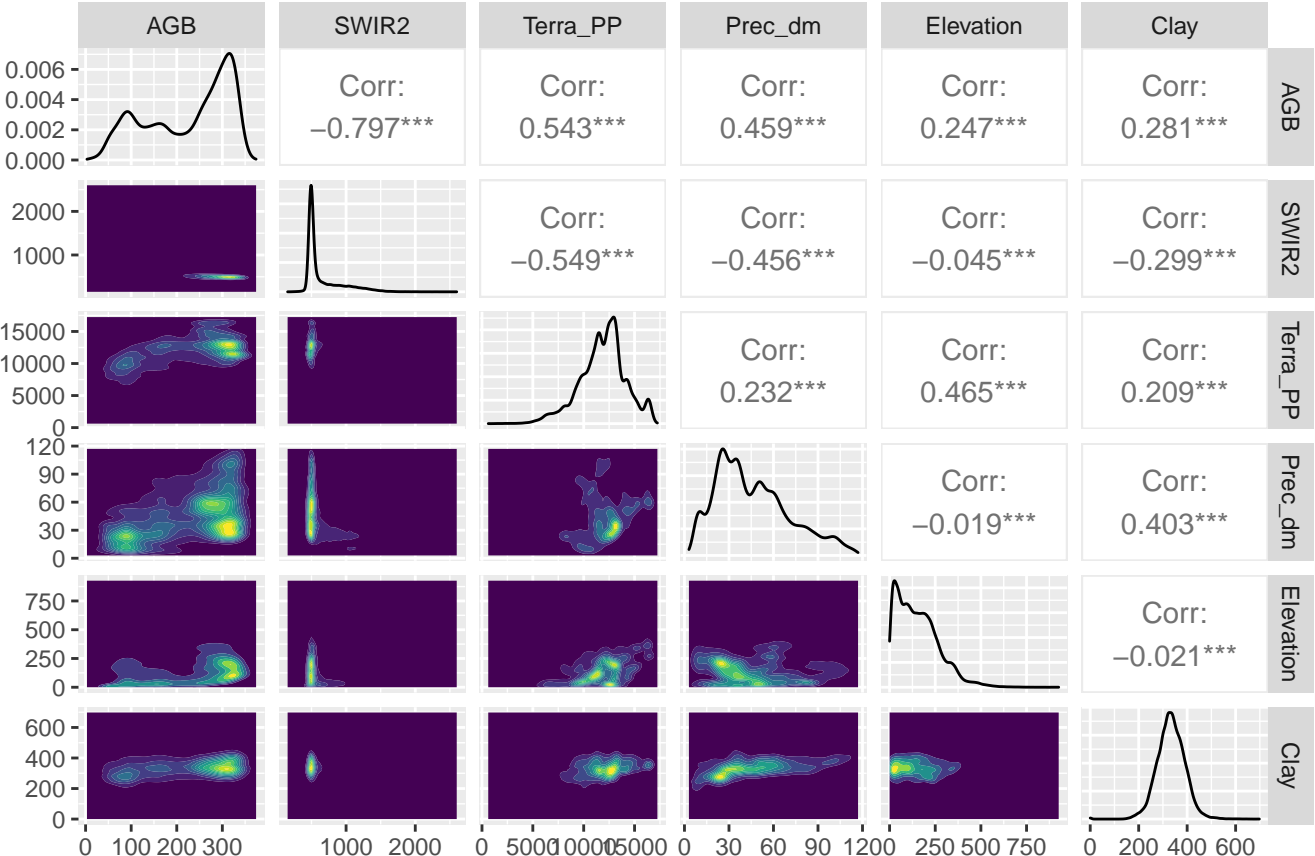 AGB SWIR2 Terra_PP Prec_dm Elevation Clay
0.006
0.004
0.002
0.000
Corr: Corr: Corr: Corr: Corr:
−0.797*** 0.543*** 0.459*** 0.247*** 0.281***
AGB
2000
1000
Corr: Corr: Corr: Corr:
−0.549*** −0.456*** −0.045*** −0.299***
SWIR2
15000
10000
5000
0
Corr: Corr: Corr:
0.232*** 0.465*** 0.209***
Terra_PP
120
90
60
30
0
Corr: Corr:
−0.019*** 0.403***
Prec_dm
750
500
250
0
Corr:
−0.021***
Elevation
600
400
200
0
Clay
0 100 200 300 1000 2000 0 5000 10000 15000 0 30 60 90 120 0 250 500 750 0 200 400 600